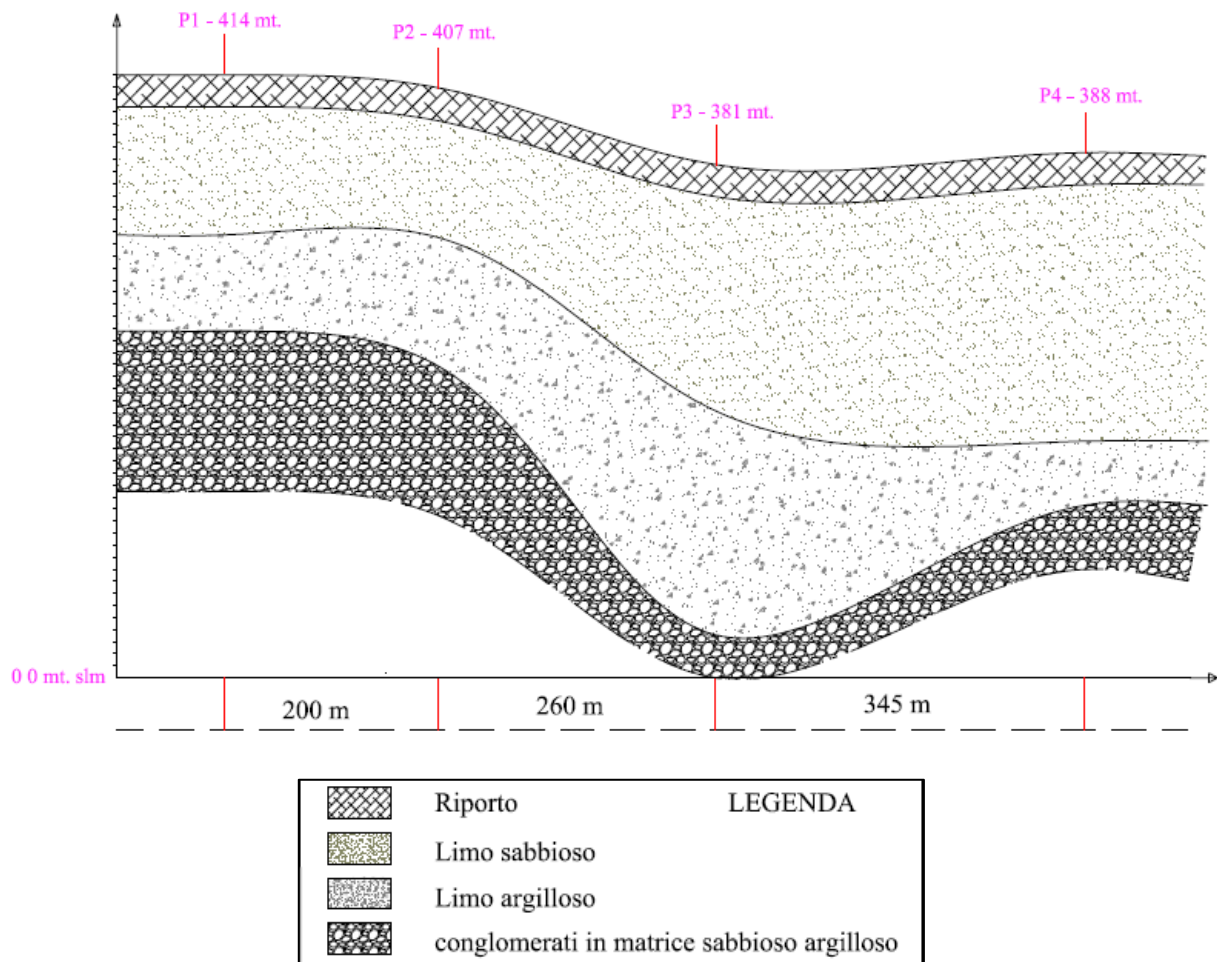 P1 - 414 mt.
P2 - 407 mt.
P3 - 381 mt.
P4 - 388 mt.
0 0 mt. slm
200 m
260 m
345 m
LEGENDA
Riporto
Limo sabbioso
Limo argilloso
conglomerati in matrice sabbioso argilloso